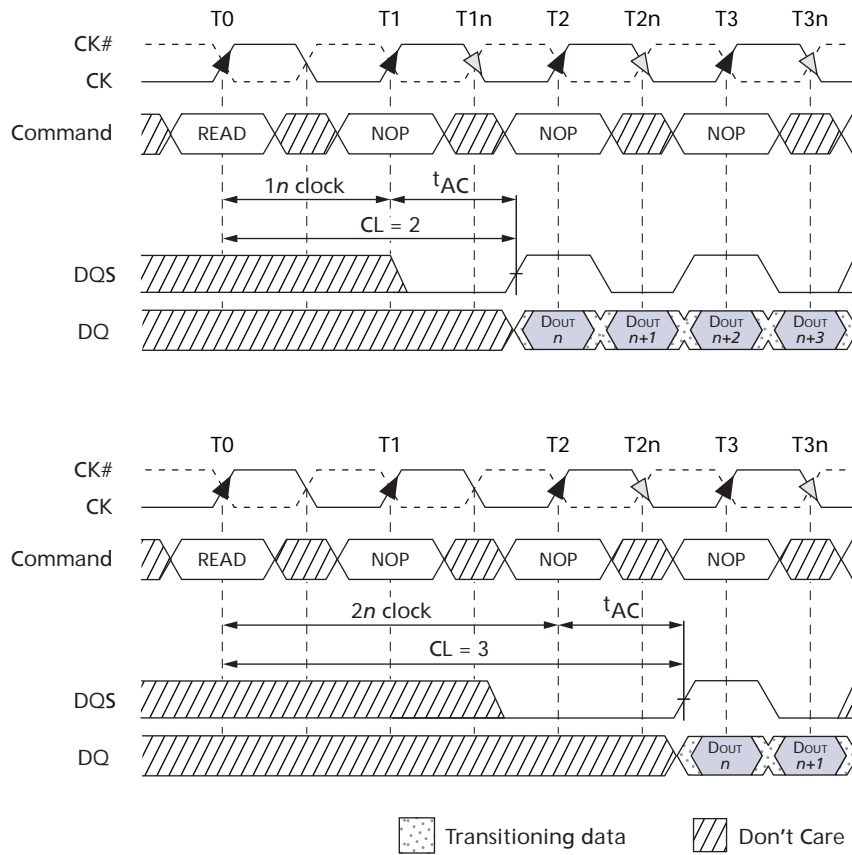 T0 T1 T1n T2 T2n T3 T3n
CK#
CK
Command READ NOP NOP NOP
1n clock tAC
CL = 2
DQS
DQ DOUT n DOUT n+1 DOUT n+2 DOUT n+3
T0 T1 T2 T2n T3 T3n
CK#
CK
Command READ NOP NOP NOP
2n clock tAC
CL = 3
DQS
DQ DOUT n DOUT n+1
Transitioning data Don't Care